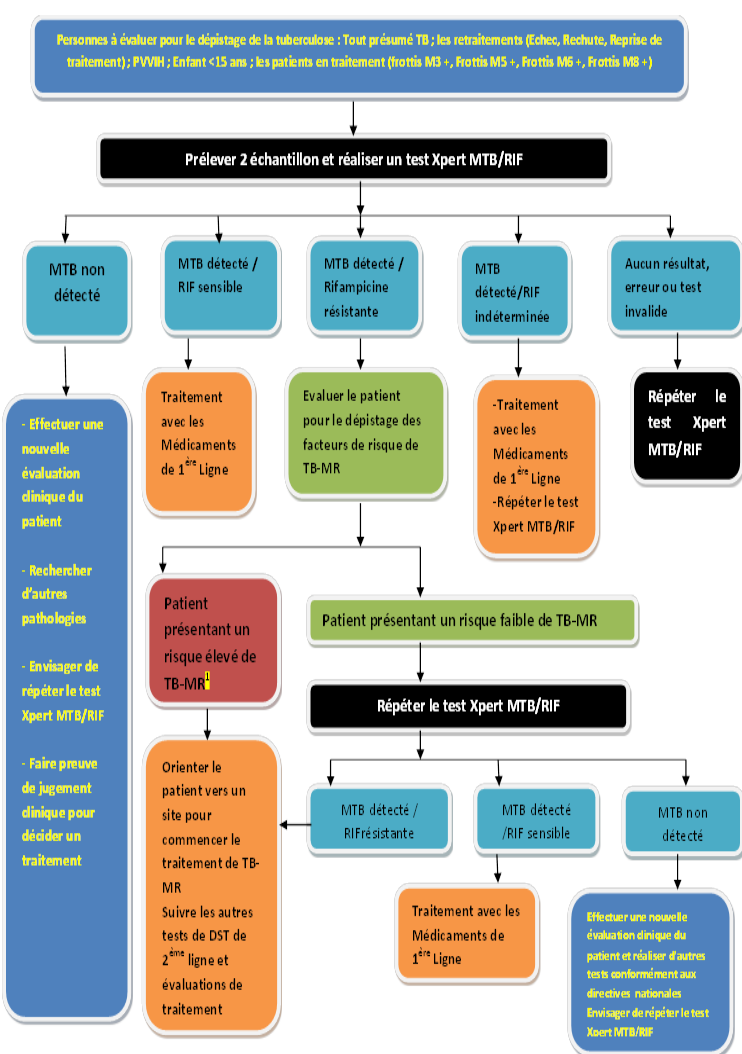 Personnes à évaluer pour le dépistage de la tuberculose : Tout présumé TB ; les retraitements (Echec, Rechute, Reprise de
traitement) ; PVVIH ; Enfant <15 ans ; les patients en traitement (frottis M3 +, Frottis M5 +, Frottis M6 +, Frottis M8 +)
Prélever 2 échantillon et réaliser un test Xpert MTB/RIF
MTB non
détecté
MTB détecté /
RIF sensible
MTB détecté /
Rifampicine
résistante
MTB
détecté/RIF
indéterminée
Aucun résultat,
erreur ou test
invalide
- Effectuer une
nouvelle
évaluation
clinique du
patient
- Rechercher
d'autres
pathologies
- Envisager de
répéter le test
Xpert MTB/RIF
- Faire preuve
de jugement
clinique pour
décider un
traitement
Traitement
avec les
Médicaments
de 1ère Ligne
Evaluer le patient
pour le dépistage des
facteurs de risque de
TB-MR
-Traitement
avec les
Médicaments
de 1ère Ligne
-Répéter le test
Xpert MTB/RIF
Répéter le
test Xpert
MTB/RIF
Patient
présentant un
risque élevé de
TB-MR1
Patient présentant un risque faible de TB-MR
Répéter le test Xpert MTB/RIF
Orienter le
patient vers un
site pour
commencer le
traitement de TB-
MR
Suivre les autres
tests de DST de
2ème ligne et
évaluations de
traitement
MTB détecté /
RIFrésistante
MTB détecté
/RIF sensible
MTB non
détecté
Traitement avec les
Médicaments de
1ère Ligne
Effectuer une nouvelle
évaluation clinique du
patient et réaliser d'autres
tests conformément aux
directives nationales
Envisager de répéter le test
Xpert MTB/RIF